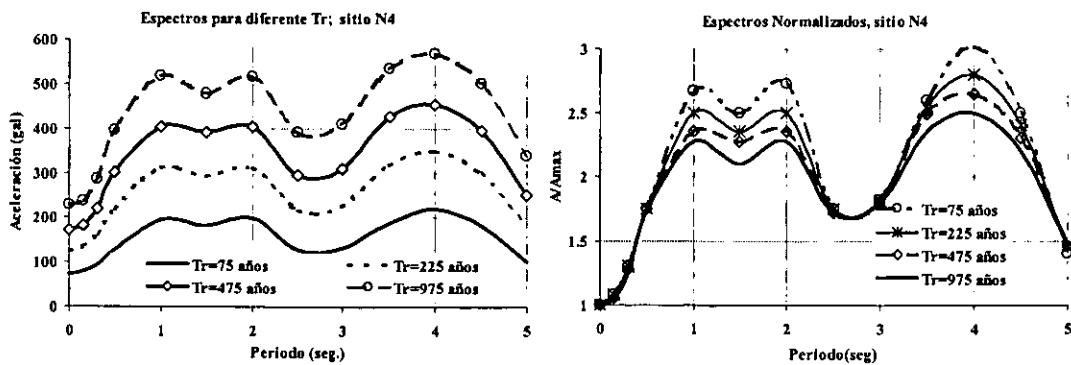 Espectros para diferente Tr; sitio N4
600
500
400
300
200
100
0
Aceleración (gal)
Tr=75 años
Tr=225 años
Tr=475 años
Tr=975 años
0 1 2 3 4 5
Periodo (seg.)
Espectros Normalizados, sitio N4
3
2.5
2
1.5
1
A/Amax
Tr=75 años
Tr=225 años
Tr=475 años
Tr=975 años
0 1 2 3 4 5
Periodo(seg)